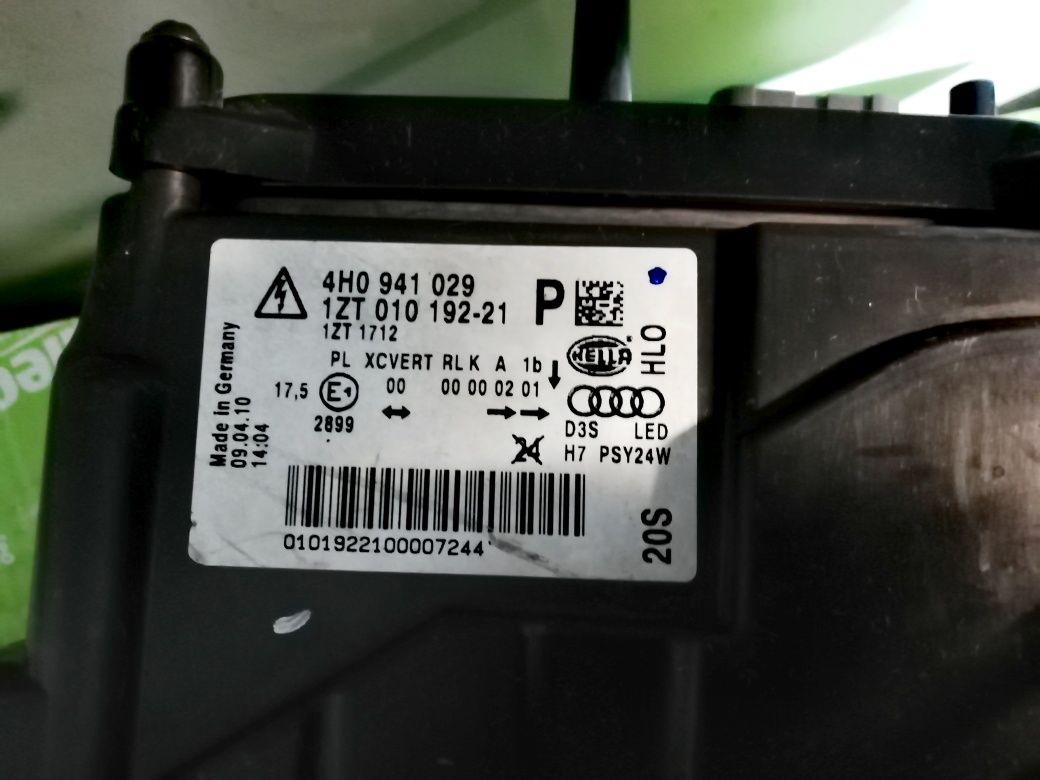 4H0 941 029
1ZT 010 192-21
1ZT 1712
P
HELLA
HLO
PL XCVERT RL K A 1b
17,5 E1 00 00 00 02 01
2899
24
D3S LED
H7 PSY24W
Made in Germany
09.04.10
14:04
20S
0101922100007244